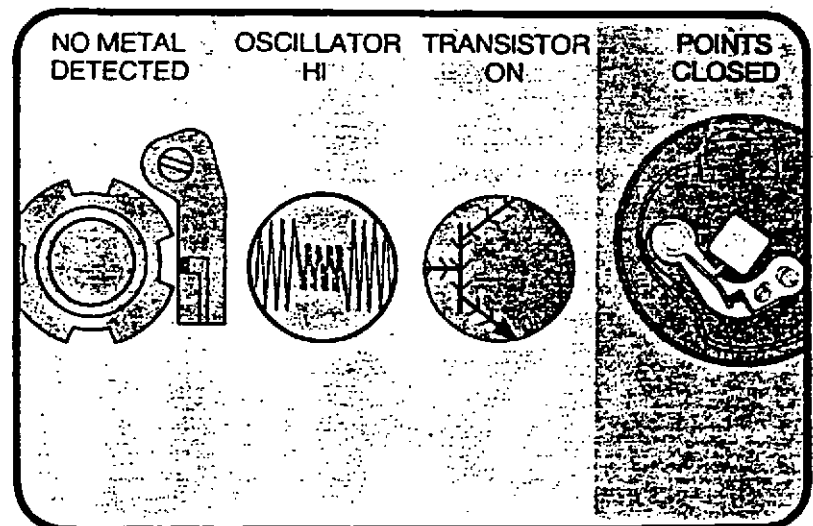 NO METAL
DETECTED
OSCILLATOR
HI
TRANSISTOR
ON
POINTS
CLOSED